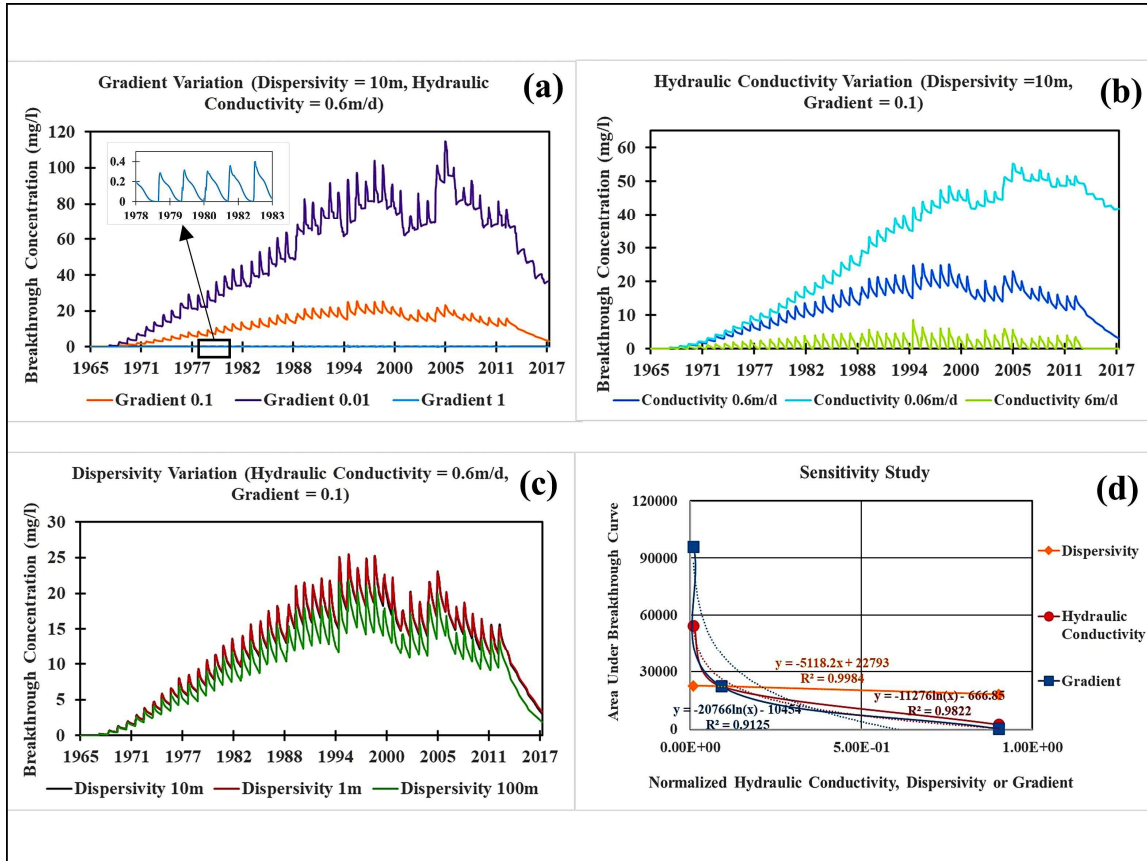 Gradient Variation (Dispersivity = 10m, Hydraulic
Conductivity = 0.6m/d)
(a)
Breakthrough Concentration (mg/l)
120
100
80
60
40
20
0
0.4
0.2
0
1978 1979 1980 1982 1983
1965 1971 1977 1982 1988 1994 2000 2005 2011 2017
Gradient 0.1 Gradient 0.01 Gradient 1
Hydraulic Conductivity Variation (Dispersivity =10m,
Gradient = 0.1)
(b)
Breakthrough Concentration (mg/l)
60
50
40
30
20
10
0
1965 1971 1977 1982 1988 1994 2000 2005 2011 2017
Conductivity 0.6m/d Conductivity 0.06m/d Conductivity 6m/d
Dispersivity Variation (Hydraulic Conductivity = 0.6m/d,
Gradient = 0.1)
(c)
Breakthrough Concentration (mg/l)
30
25
20
15
10
5
0
1965 1971 1977 1982 1988 1994 2000 2005 2011 2017
Dispersivity 10m Dispersivity 1m Dispersivity 100m
Sensitivity Study
(d)
Area Under Breakthrough Curve
120000
90000
60000
30000
0
y = -5118.2x + 22793
R² = 0.9984
y = -11276ln(x) - 666.85
R² = 0.9822
y = -20766ln(x) - 10454
R² = 0.9125
0.00E+00 5.00E-01 1.00E+00
Normalized Hydraulic Conductivity, Dispersivity or Gradient
Dispersivity
Hydraulic
Conductivity
Gradient